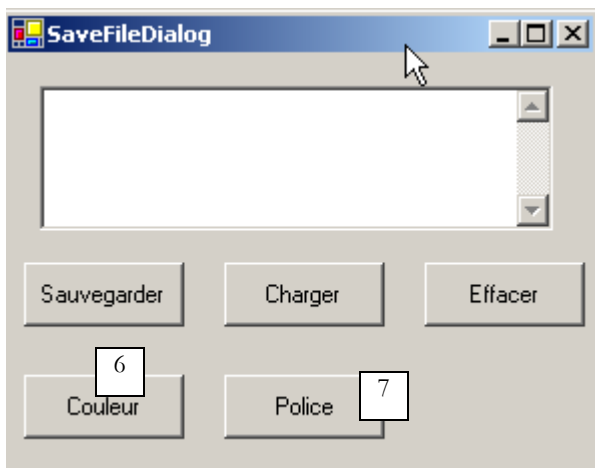 SaveFileDialog
Sauvegarder
Charger
Effacer
6
Couleur
Police
7